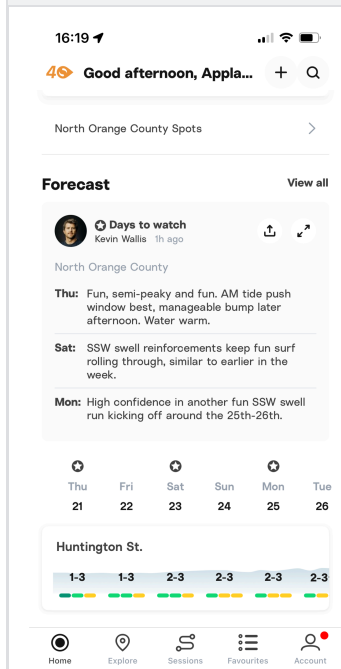 16:19
Good afternoon, Appla...
North Orange County Spots
Forecast
View all
Days to watch
Kevin Wallis 1h ago
North Orange County
Thu: Fun, semi-peaky and fun. AM tide push
window best, manageable bump later
afternoon. Water warm.
Sat: SSW swell reinforcements keep fun surf
rolling through, similar to earlier in the
week.
Mon: High confidence in another fun SSW swell
run kicking off around the 25th-26th.
Thu Fri Sat Sun Mon Tue
21 22 23 24 25 26
Huntington St.
1-3 1-3 2-3 2-3 2-3 2-3
Home Explore Sessions Favourites Account